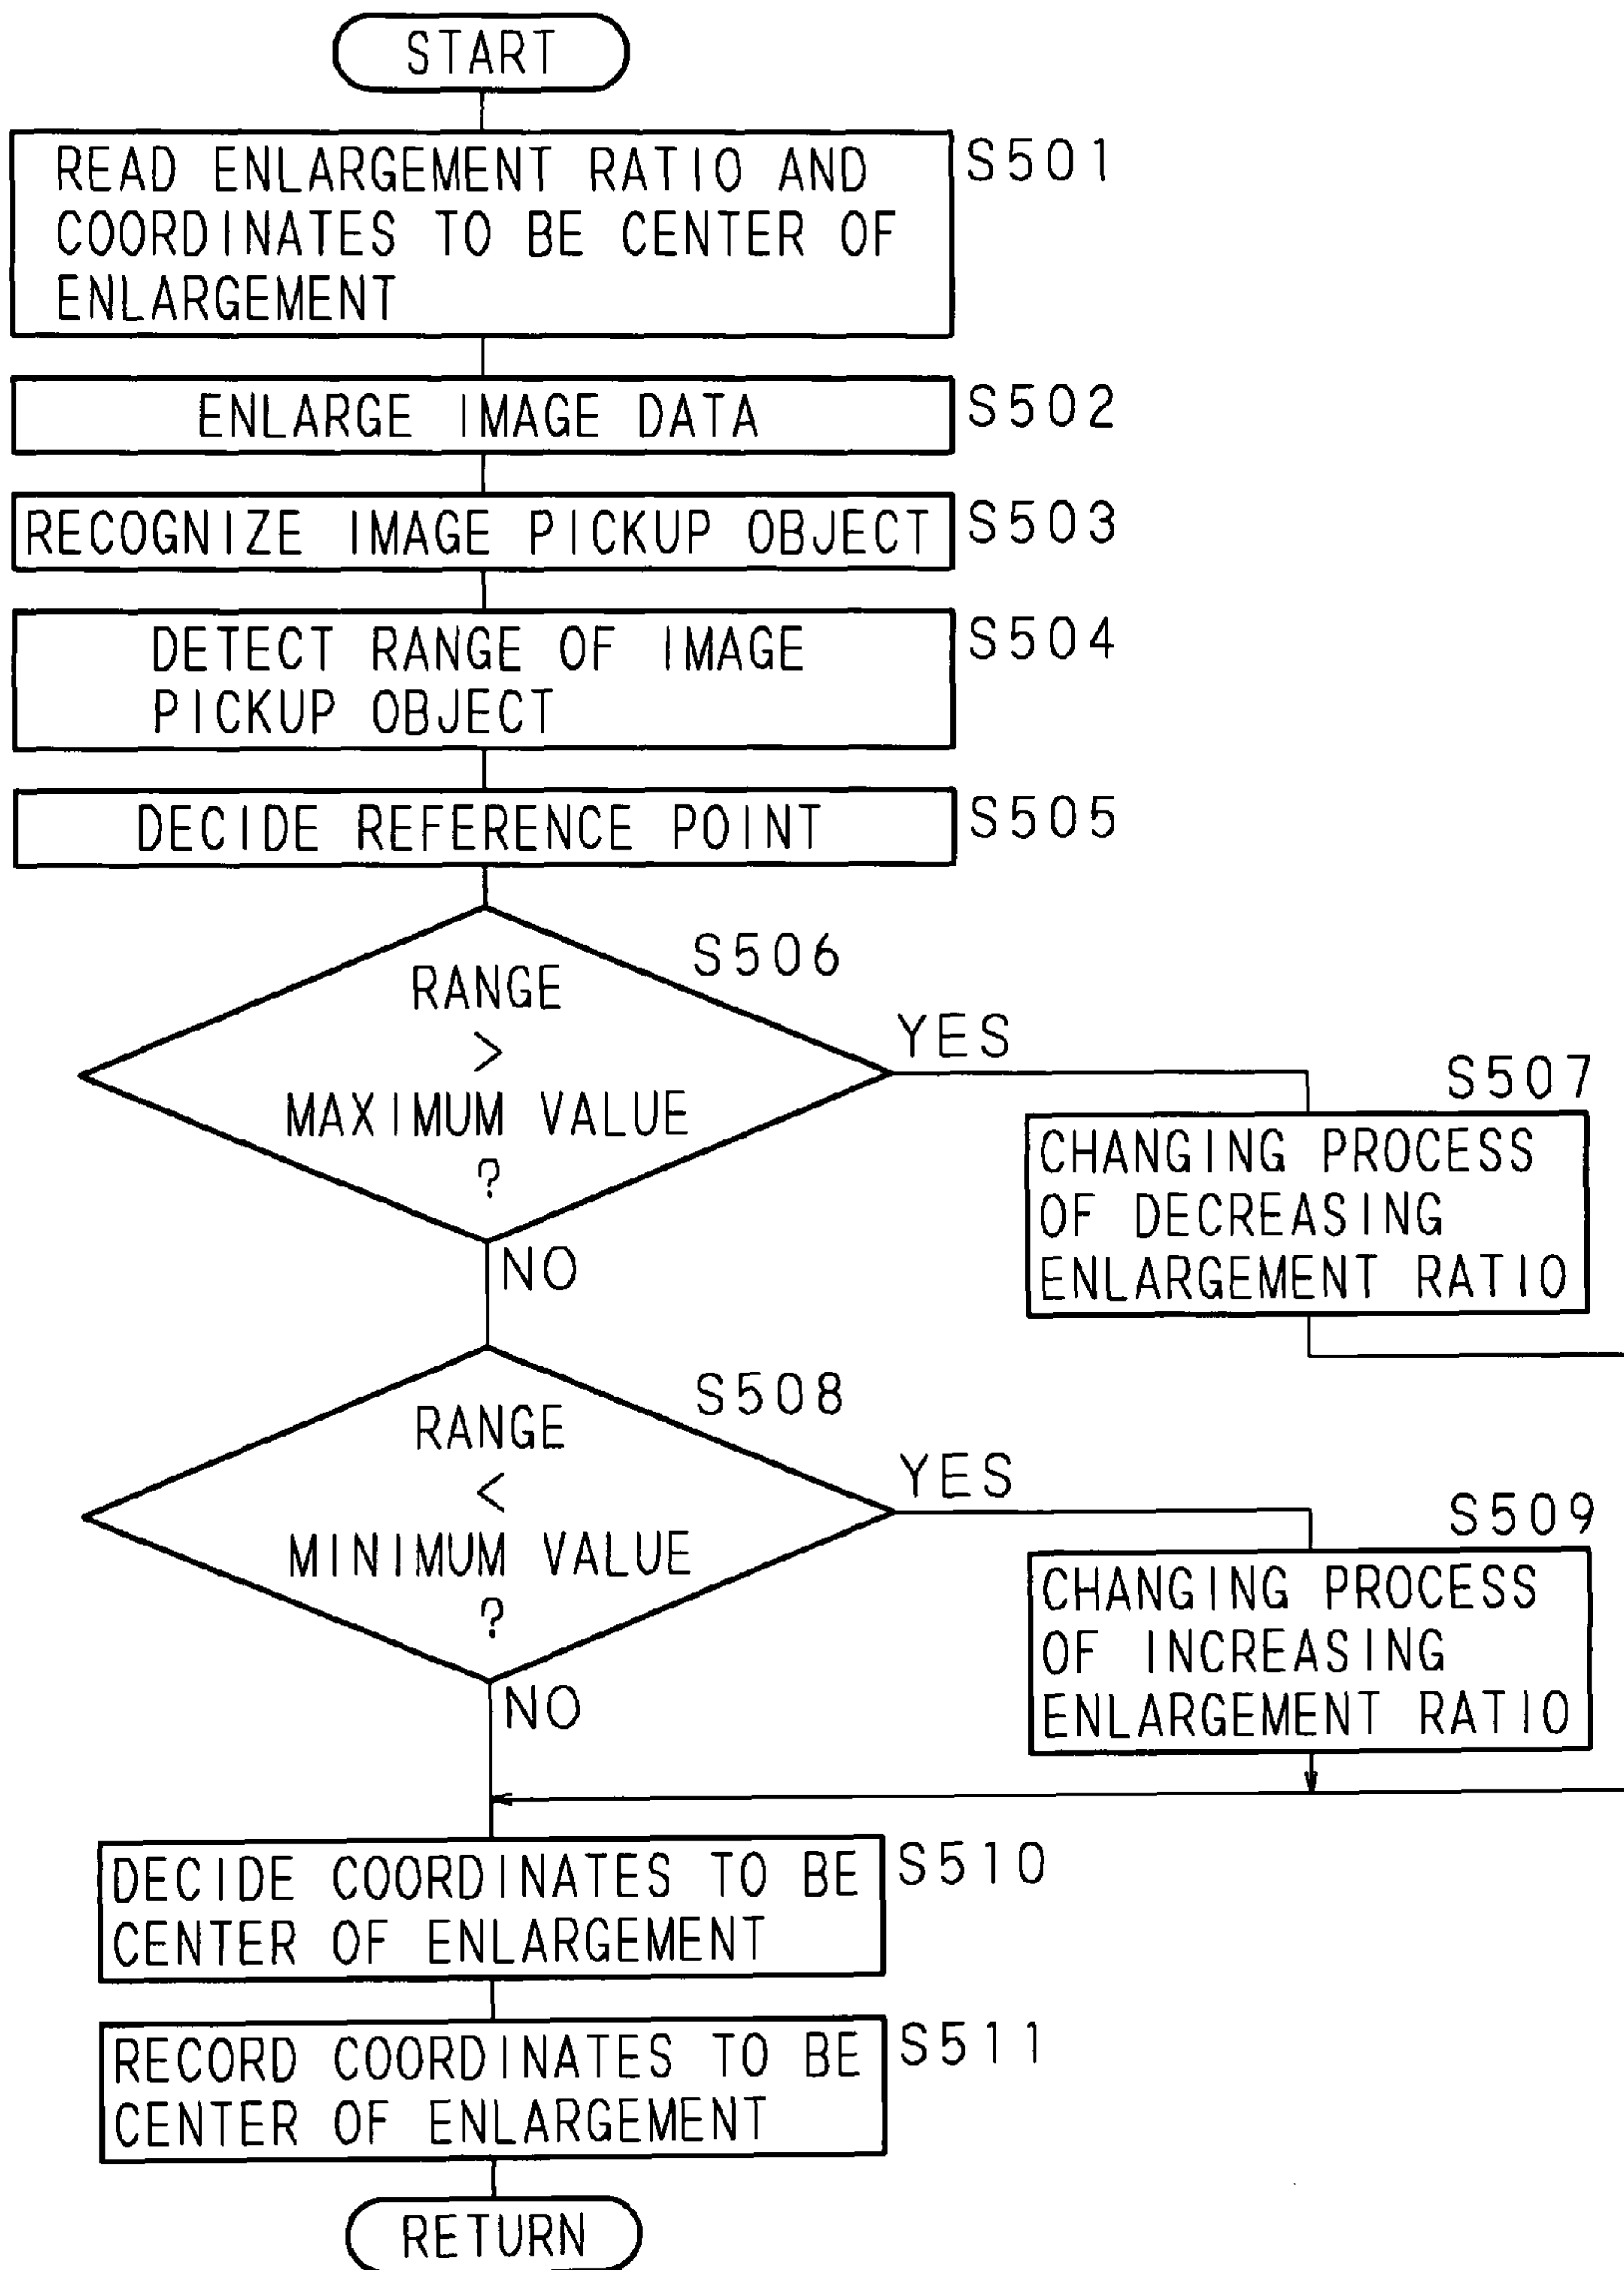 START
READ ENLARGEMENT RATIO AND
COORDINATES TO BE CENTER OF
ENLARGEMENT
S501
ENLARGE IMAGE DATA
S502
RECOGNIZE IMAGE PICKUP OBJECT
S503
DETECT RANGE OF IMAGE
PICKUP OBJECT
S504
DECIDE REFERENCE POINT
S505
S506
RANGE
>
MAXIMUM VALUE
?
YES
NO
S507
CHANGING PROCESS
OF DECREASING
ENLARGEMENT RATIO
S508
RANGE
<
MINIMUM VALUE
?
YES
NO
S509
CHANGING PROCESS
OF INCREASING
ENLARGEMENT RATIO
DECIDE COORDINATES TO BE
CENTER OF ENLARGEMENT
S510
RECORD COORDINATES TO BE
CENTER OF ENLARGEMENT
S511
RETURN